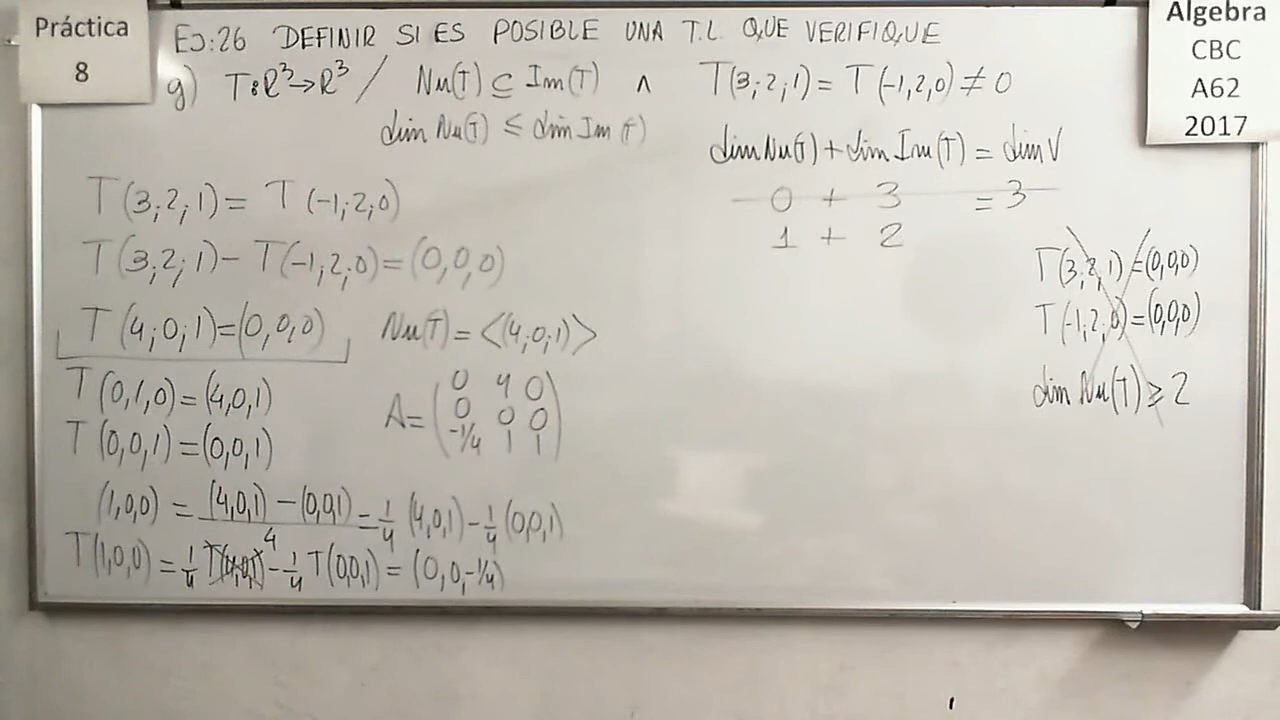 Práctica
8
Algebra
CBC
A62
2017
EJ:26 DEFINIR SI ES POSIBLE UNA T.L. QUE VERIFIQUE
g) T:R³→R³ / Nu(T) ⊆ Im(T) ∧ T(3;2;1) = T(-1,2,0) ≠ 0
dim Nu(T) ≤ dim Im(T)
dim Nu(T) + dim Im(T) = dim V
0 + 3 = 3
1 + 2
T(3;2;1) = T(-1;2;0)
T(3;2;1) - T(-1;2;0) = (0,0,0)
T(4;0;1) = (0,0,0)
Nu(T) = <(4;0;1)>
T(0,1,0) = (4,0,1)
T(0,0,1) = (0,0,1)
A = (0 4 0
0 0 0
-1/4 1 1)
(1,0,0) = (4,0,1) - (0,0,1) / 4 = 1/4 (4,0,1) - 1/4 (0,0,1)
T(1,0,0) = 1/4 T(4,0,1) - 1/4 T(0,0,1) = (0,0,-1/4)
T(3;2,1) = (0,0,0)
T(-1;2;0) = (0,0,0)
dim Nu(T) ≥ 2